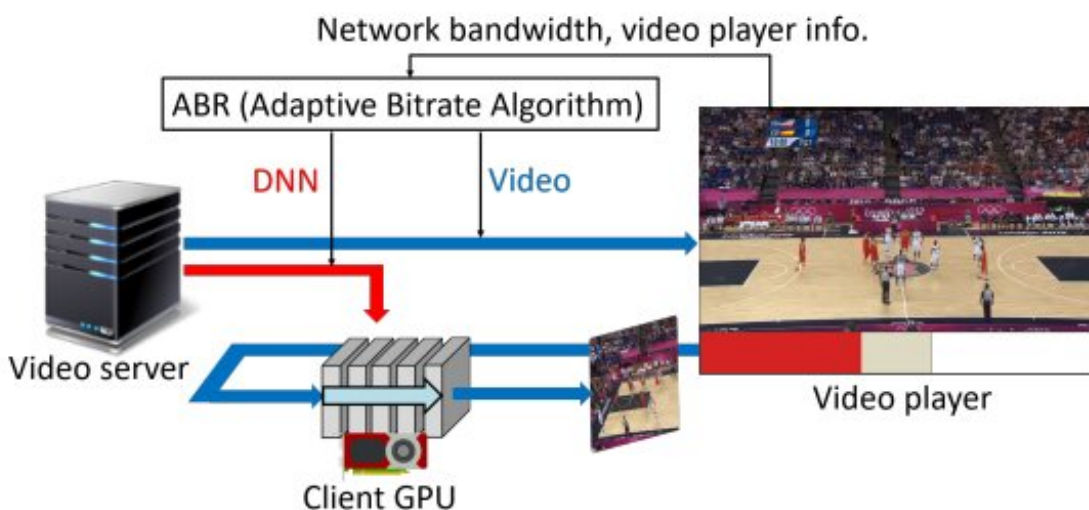 Network bandwidth, video player info.
ABR (Adaptive Bitrate Algorithm)
DNN
Video
Video server
Video player
Client GPU